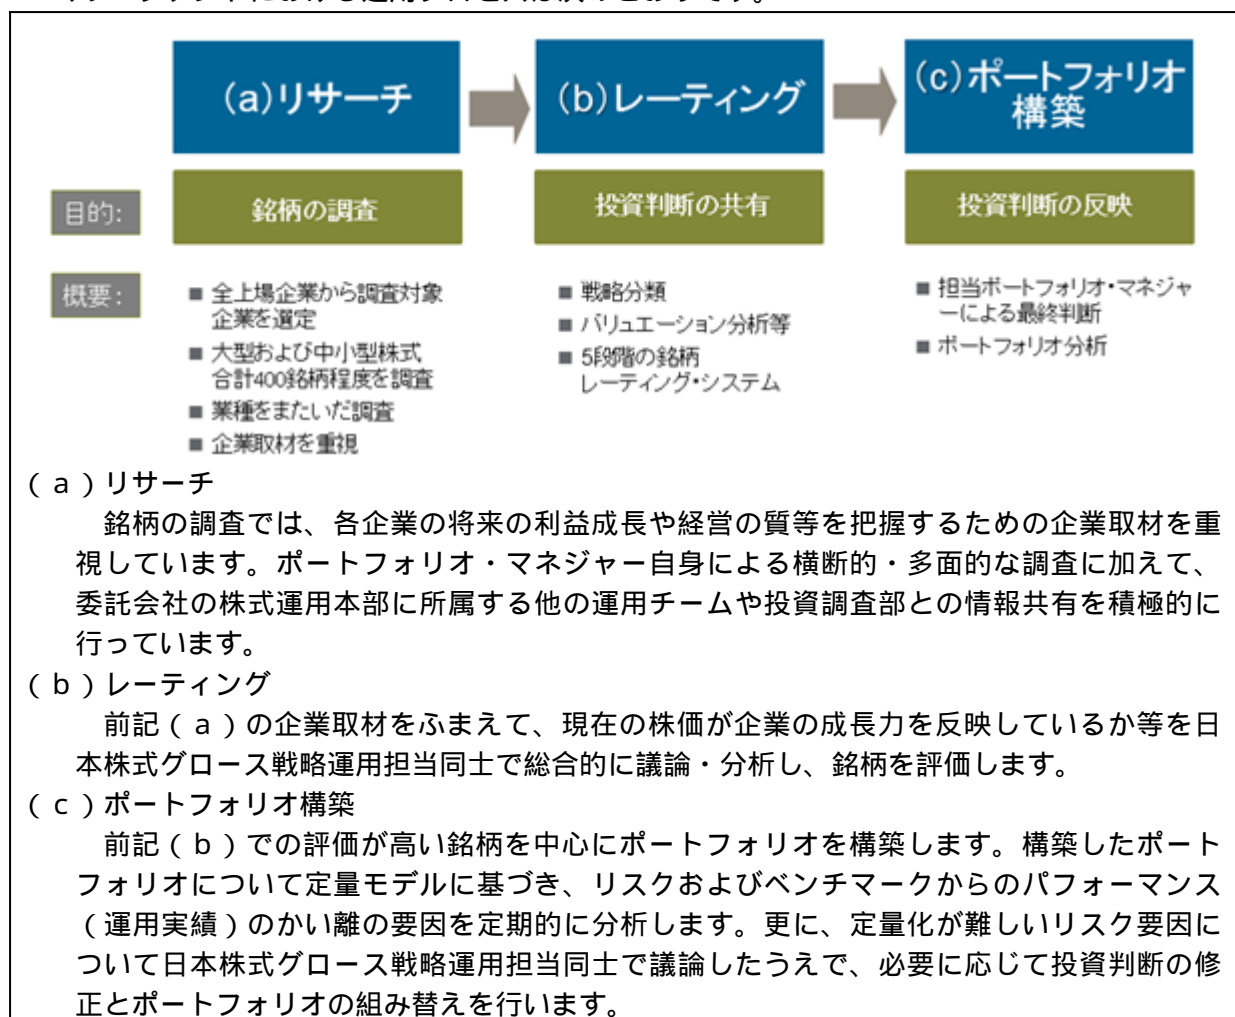 (a)リサーチ
(b)レーティング
(c)ポートフォリオ
構築
目的:
銘柄の調査
投資判断の共有
投資判断の反映
概要:
■ 全上場企業から調査対象
企業を選定
■ 大型および中小型株式
合計400銘柄程度を調査
■ 業種をまたいだ調査
■ 企業取材を重視
■ 戦略分類
■ バリュエーション分析等
■ 5段階の銘柄
レーティング・システム
■ 担当ポートフォリオ・マネジャ
ーによる最終判断
■ ポートフォリオ分析
(a)リサーチ
銘柄の調査では、各企業の将来の利益成長や経営の質等を把握するための企業取材を重
視しています。ポートフォリオ・マネジャー自身による横断的・多面的な調査に加えて、
委託会社の株式運用本部に所属する他の運用チームや投資調査部との情報共有を積極的に
行っています。
(b)レーティング
前記(a)の企業取材をふまえて、現在の株価が企業の成長力を反映しているか等を日
本株式グロース戦略運用担当同士で総合的に議論・分析し、銘柄を評価します。
(c)ポートフォリオ構築
前記(b)での評価が高い銘柄を中心にポートフォリオを構築します。構築したポート
フォリオについて定量モデルに基づき、リスクおよびベンチマークからのパフォーマンス
(運用実績)のかい離の要因を定期的に分析します。更に、定量化が難しいリスク要因に
ついて日本株式グロース戦略運用担当同士で議論したうえで、必要に応じて投資判断の修
正とポートフォリオの組み替えを行います。